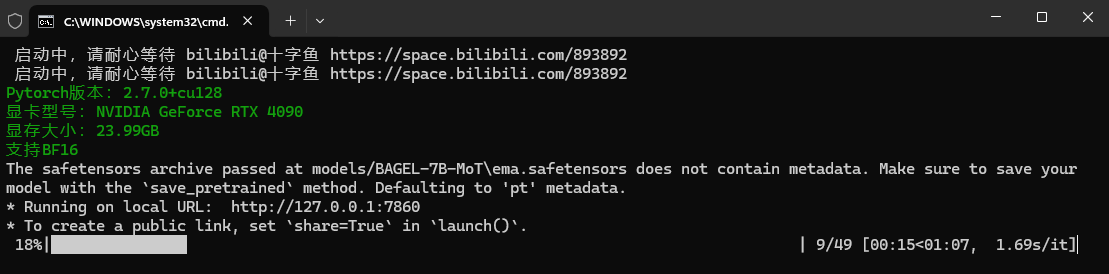 C:\WINDOWS\system32\cmd.
启动中，请耐心等待 bilibili@十字鱼 https://space.bilibili.com/893892
启动中，请耐心等待 bilibili@十字鱼 https://space.bilibili.com/893892
Pytorch版本：2.7.0+cu128
显卡型号：NVIDIA GeForce RTX 4090
显存大小：23.99GB
支持BF16
The safetensors archive passed at models/BAGEL-7B-MoT\ema.safetensors does not contain metadata. Make sure to save your
model with the `save_pretrained` method. Defaulting to 'pt' metadata.
* Running on local URL:  http://127.0.0.1:7860
* To create a public link, set `share=True` in `launch()`.
18%| | 9/49 [00:15<01:07,  1.69s/it]